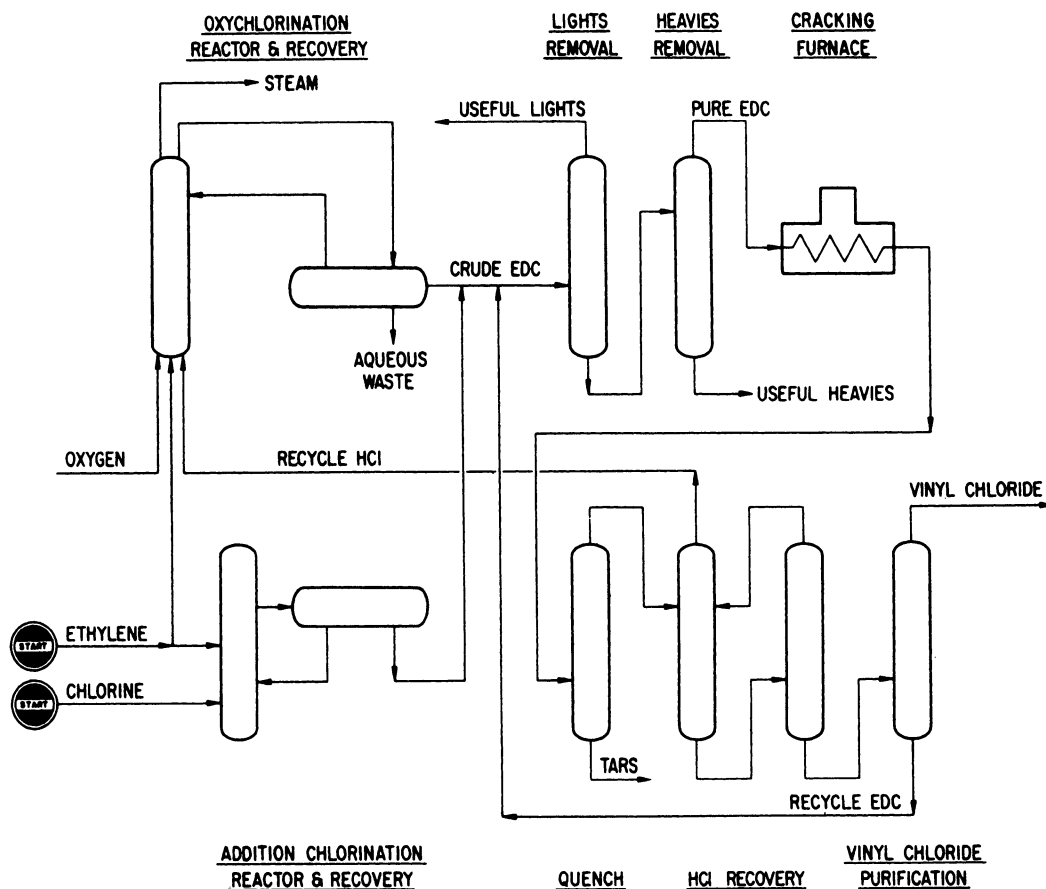 OXYCHLORINATION
REACTOR & RECOVERY
LIGHTS
REMOVAL
HEAVIES
REMOVAL
CRACKING
FURNACE
STEAM
USEFUL LIGHTS
PURE EDC
CRUDE EDC
AQUEOUS
WASTE
USEFUL HEAVIES
OXYGEN
RECYCLE HCl
VINYL CHLORIDE
START
ETHYLENE
START
CHLORINE
TARS
RECYCLE EDC
ADDITION CHLORINATION
REACTOR & RECOVERY
QUENCH
HCl RECOVERY
VINYL CHLORIDE
PURIFICATION